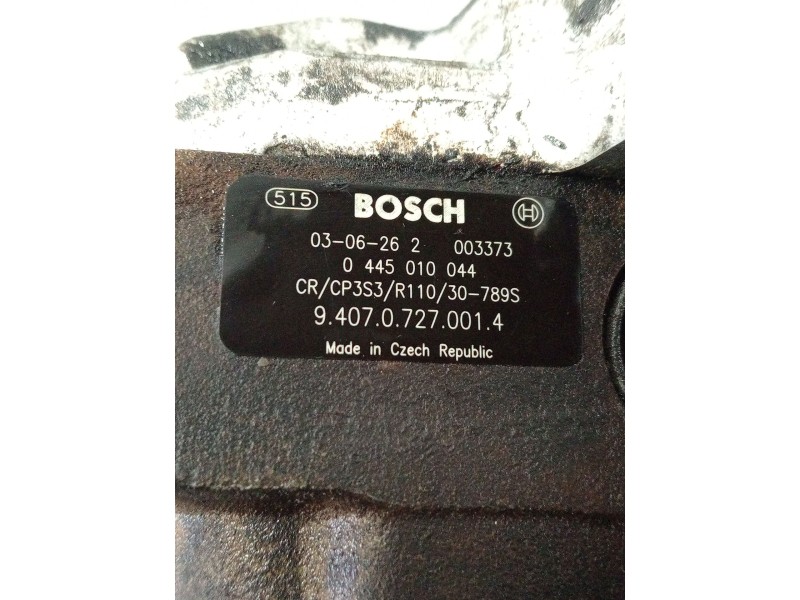 515 BOSCH H
03-06-26 2 003373
0 445 010 044
CR/CP3S3/R110/30-789S
9.407.0.727.001.4
Made in Czech Republic